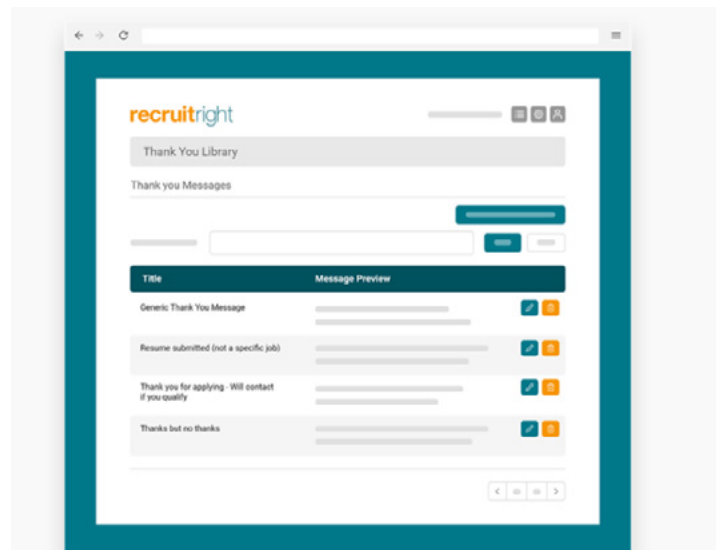 recruitright
Thank You Library
Thank you Messages
Title Message Preview
Generic Thank You Message
Resume submitted (not a specific job)
Thank you for applying - Will contact
if you qualify
Thanks but no thanks